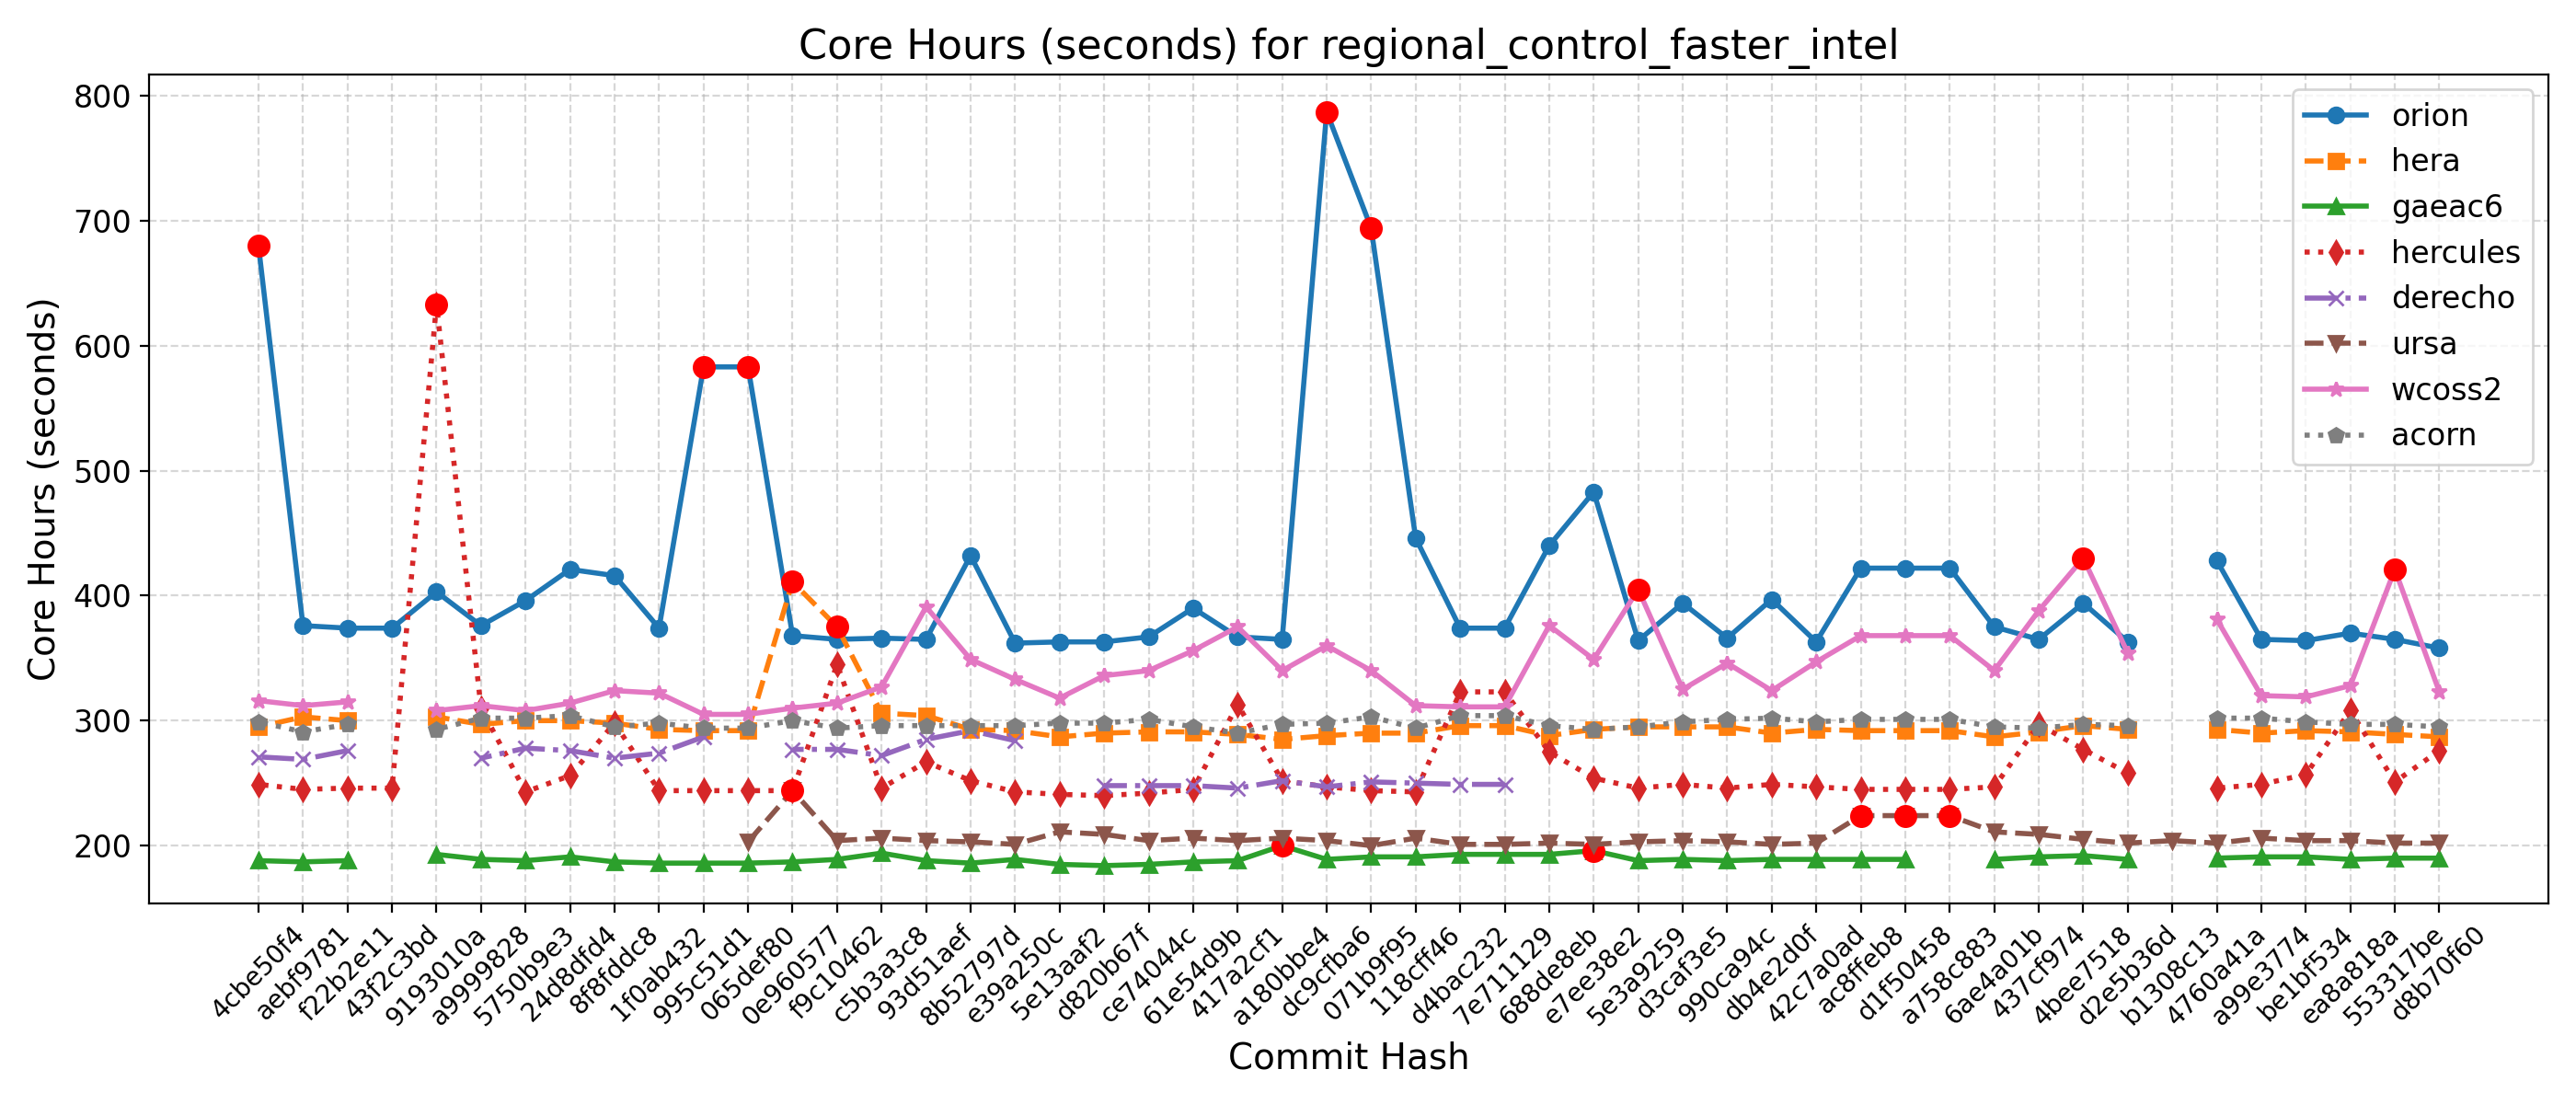 Core Hours (seconds) for regional_control_faster_intel
Core Hours (seconds)
800
700
600
500
400
300
200
orion
hera
gaeac6
hercules
derecho
ursa
wcoss2
acorn
4cbe50f4
aebf9781
f22b2e11
43f2c3bd
9193010a
a9999828
5750b9e3
24d8dfd4
8f8fddc8
1f0ab432
995c51d1
065def80
0e960577
f9c10462
c5b3a3c8
93d51aef
8b52797d
e39a250c
5e13aaf2
d820b67f
ce74044c
61e54d9b
417a2cf1
a180bbe4
dc9cfba6
071b9f95
118cff46
d4bac232
7e711129
688de8eb
e7ee38e2
5e3a9259
d3caf3e5
990ca94c
db4e2d0f
42c7a0ad
ac8ffeb8
d1f50458
a758c883
6ae4a01b
437cf974
4bee7518
d2e5b36d
b1308c13
4760a41a
a99e3774
be1bf534
ea8a818a
553317be
d8b70f60
Commit Hash